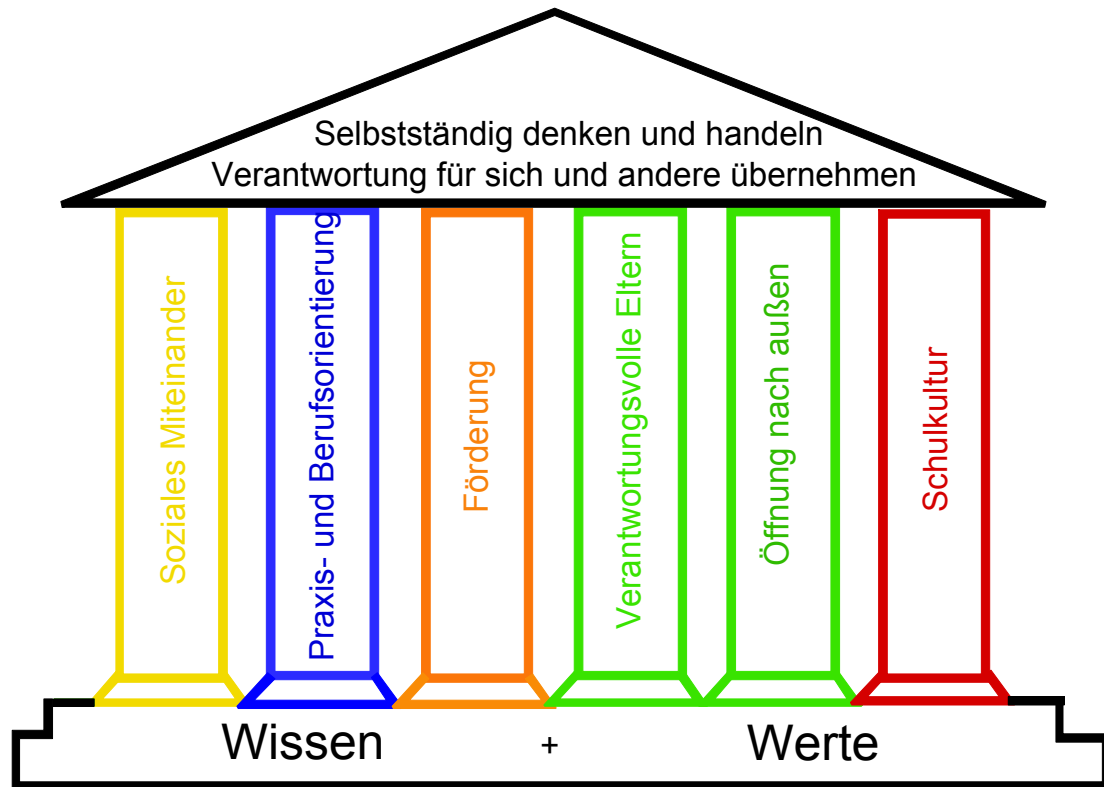 Selbstständig denken und handeln
Verantwortung für sich und andere übernehmen
Soziales Miteinander
Praxis- und Berufsorientierung
Förderung
Verantwortungsvolle Eltern
Öffnung nach außen
Schulkultur
Wissen + Werte